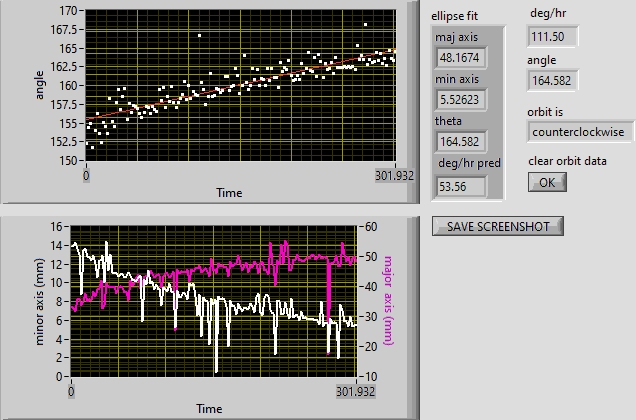 170
167.5
165
162.5
160
157.5
155
152.5
150
angle
0
301.932
Time
ellipse fit
maj axis
48.1674
min axis
5.52623
theta
164.582
deg/hr pred
53.56
deg/hr
111.50
angle
164.582
orbit is
counterclockwise
clear orbit data
OK
SAVE SCREENSHOT
16
14
12
10
8
6
4
2
0
minor axis (mm)
60
50
40
30
20
10
major axis (mm)
0
301.932
Time